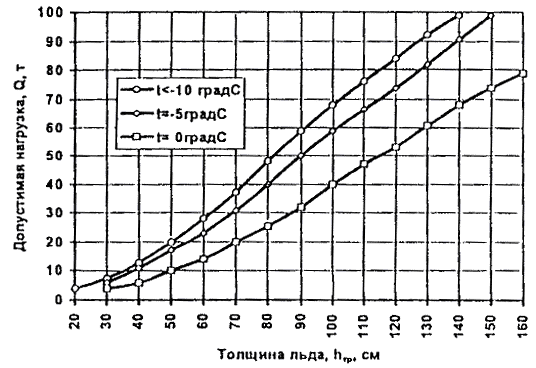 Допустимая нагрузка, Q, т
100
90
80
70
60
50
40
30
20
10
0
t<-10 градС
t=-5градС
t= 0градС
20 30 40 50 60 70 80 90 100 110 120 130 140 150 160
Толщина льда, hтр, см